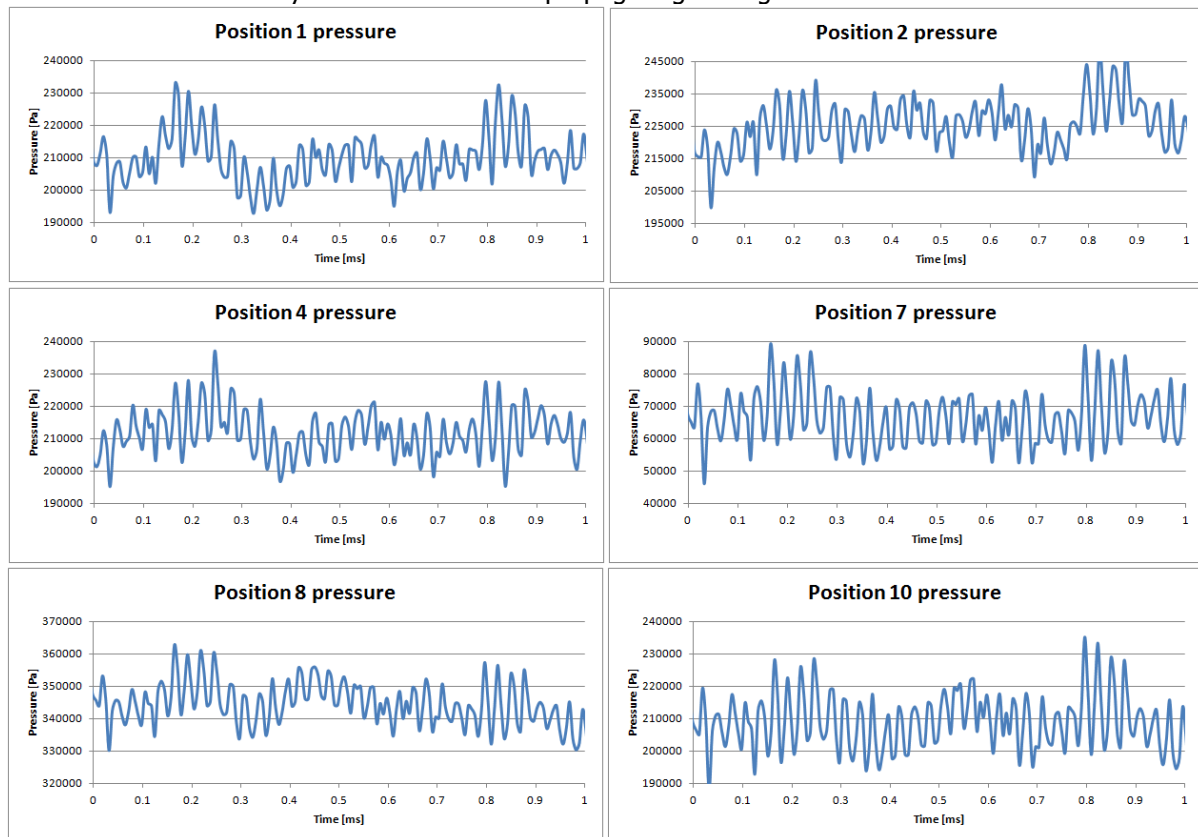 Position 1 pressure
240000
230000
220000
210000
200000
190000
Pressure [Pa]
0 0.1 0.2 0.3 0.4 0.5 0.6 0.7 0.8 0.9 1
Time [ms]
Position 2 pressure
245000
235000
225000
215000
205000
195000
Pressure [Pa]
0 0.1 0.2 0.3 0.4 0.5 0.6 0.7 0.8 0.9 1
Time [ms]
Position 4 pressure
240000
230000
220000
210000
200000
190000
Pressure [Pa]
0 0.1 0.2 0.3 0.4 0.5 0.6 0.7 0.8 0.9 1
Time [ms]
Position 7 pressure
90000
80000
70000
60000
50000
40000
Pressure [Pa]
0 0.1 0.2 0.3 0.4 0.5 0.6 0.7 0.8 0.9 1
Time [ms]
Position 8 pressure
370000
360000
350000
340000
330000
320000
Pressure [Pa]
0 0.1 0.2 0.3 0.4 0.5 0.6 0.7 0.8 0.9 1
Time [ms]
Position 10 pressure
240000
230000
220000
210000
200000
190000
Pressure [Pa]
0 0.1 0.2 0.3 0.4 0.5 0.6 0.7 0.8 0.9 1
Time [ms]